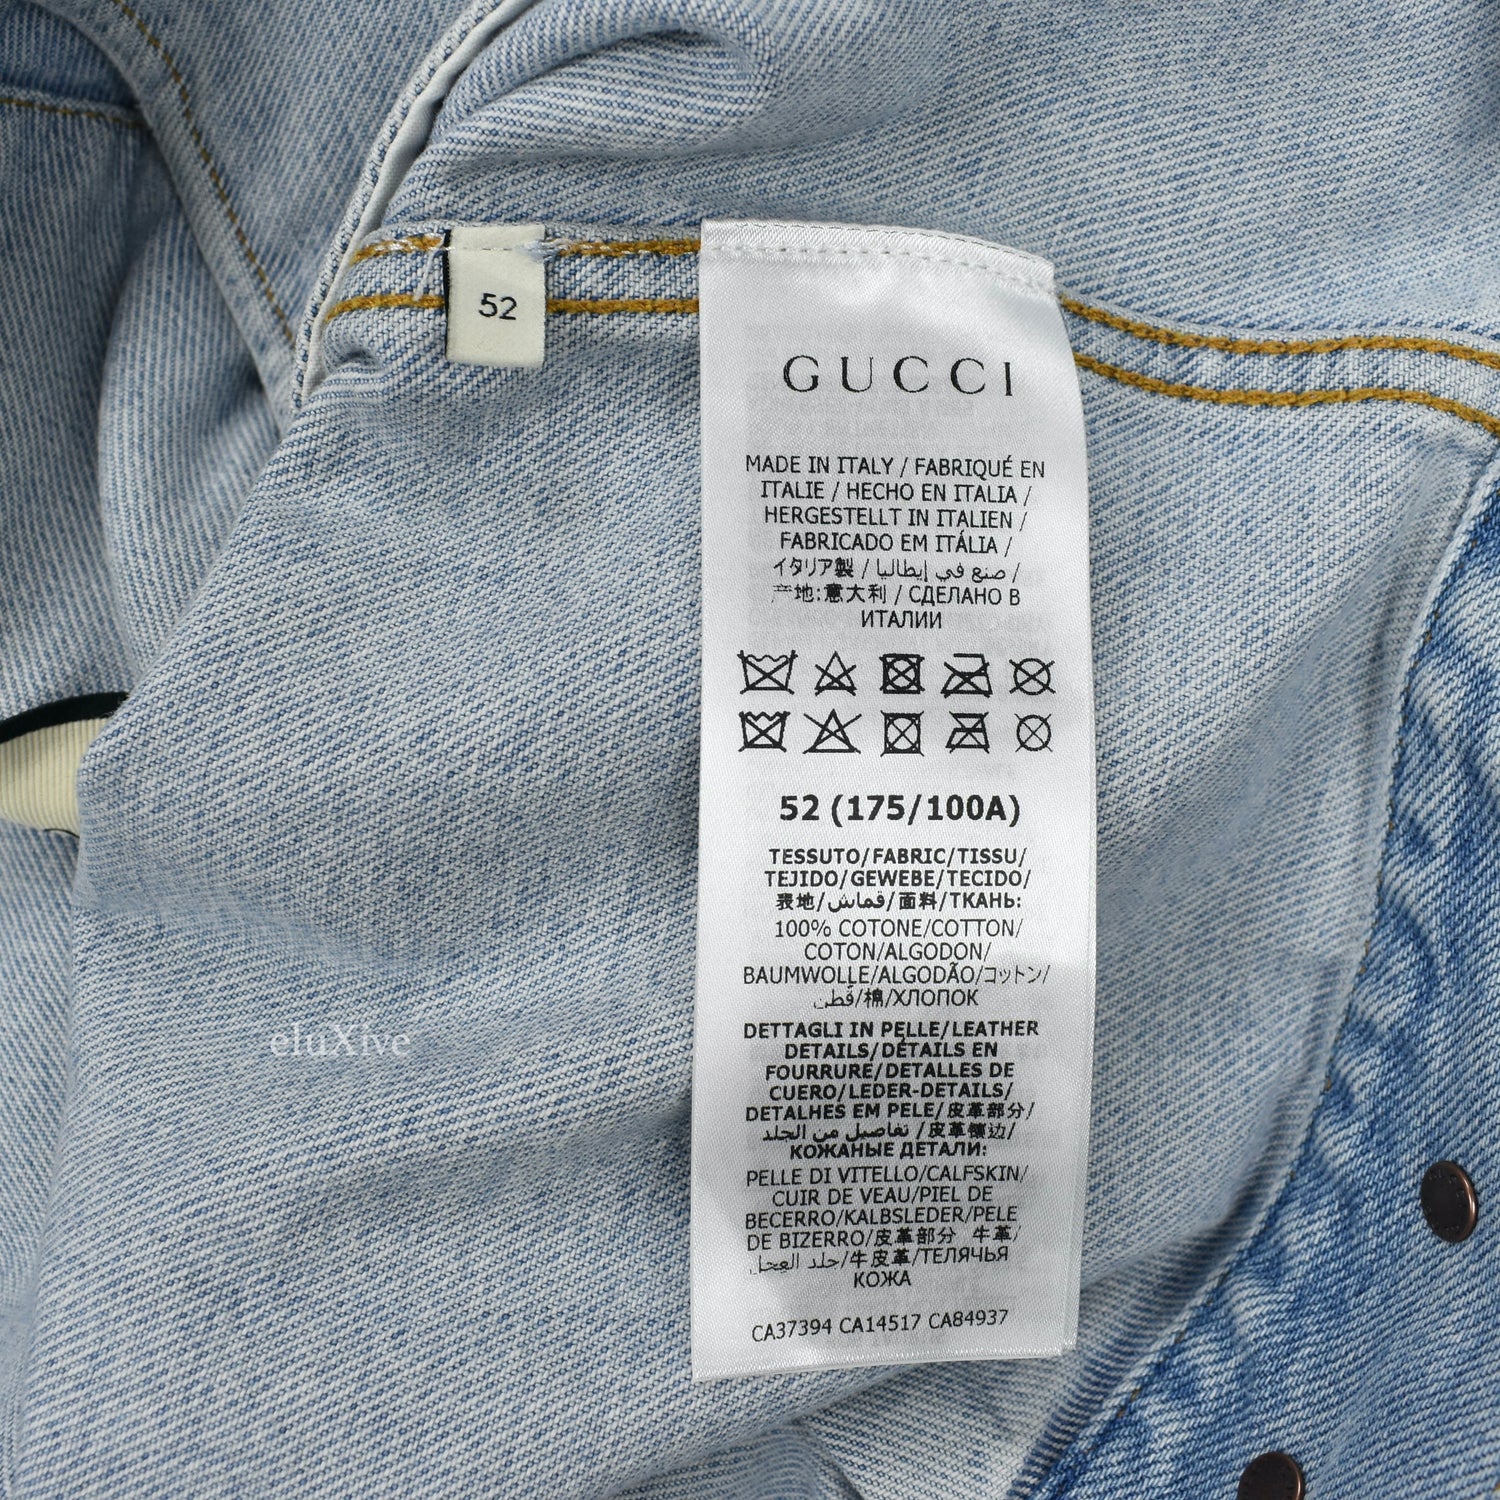 52
GUCCI
MADE IN ITALY / FABRIQUÉ EN
ITALIE / HECHO EN ITALIA /
HERGESTELLT IN ITALIEN /
FABRICADO EM ITÁLIA /
イタリア製 / صنع في إيطاليا /
产地:意大利 / СДЕЛАНО В
ИТАЛИИ
52 (175/100A)
TESSUTO/FABRIC/TISSU/
TEJIDO/GEWEBE/TECIDO/
表地/قماش/面料/ТКАНЬ:
100% COTONE/COTTON/
COTON/ALGODON/
BAUMWOLLE/ALGODÃO/コットン/
قطن/棉/ХЛОПОК
DETTAGLI IN PELLE/LEATHER
DETAILS/DÉTAILS EN
FOURRURE/DETALLES DE
CUERO/LEDER-DETAILS/
DETALHES EM PELE/皮革部分/
تفاصيل من الجلد/皮革镶边/
КОЖАНЫЕ ДЕТАЛИ:
PELLE DI VITELLO/CALFSKIN/
CUIR DE VEAU/PIEL DE
BECERRO/KALBSLEDER/PELE
DE BIZERRO/皮革部分 牛革/
جلد العجل/牛皮革/ТЕЛЯЧЬЯ
КОЖА
CA37394 CA14517 CA84937
eluXive